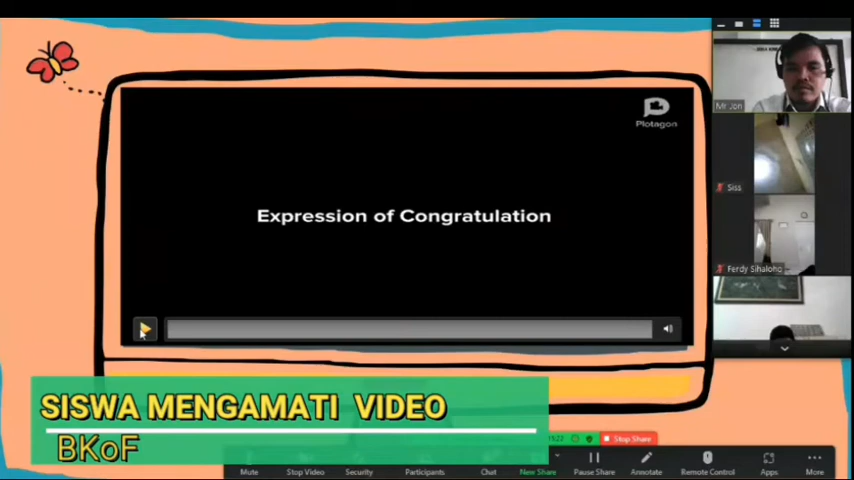 Plotagon
Expression of Congratulation
Mr Jon
Siss
Ferdy Sihaloho
SISWA MENGAMATI VIDEO
BKoF
Stop Share
Mute
Stop Video
Security
Participants
Chat
New Share
Pause Share
Annotate
Remote Control
Apps
More